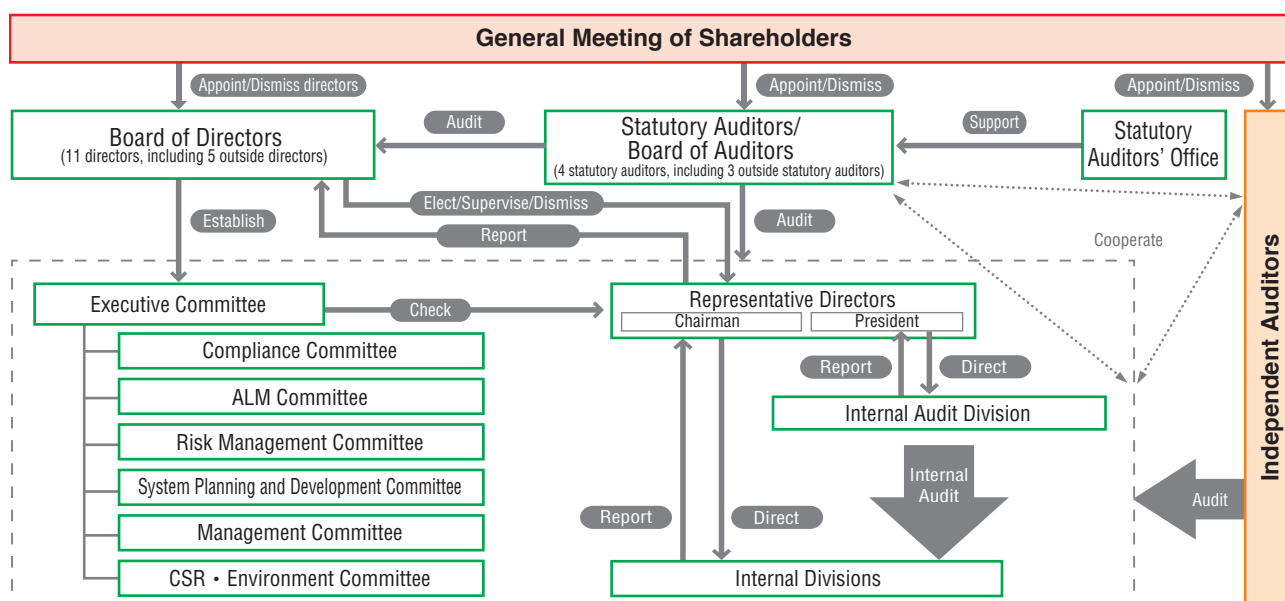 General Meeting of Shareholders
Appoint/Dismiss directors
Appoint/Dismiss
Appoint/Dismiss
Board of Directors
(11 directors, including 5 outside directors)
Audit
Statutory Auditors/
Board of Auditors
(4 statutory auditors, including 3 outside statutory auditors)
Support
Statutory
Auditors' Office
Establish
Elect/Supervise/Dismiss
Report
Audit
Cooperate
Independent Auditors
Executive Committee
Check
Representative Directors
Chairman
President
Compliance Committee
ALM Committee
Risk Management Committee
System Planning and Development Committee
Management Committee
CSR・Environment Committee
Report
Direct
Internal Audit Division
Internal
Audit
Audit
Report
Direct
Internal Divisions